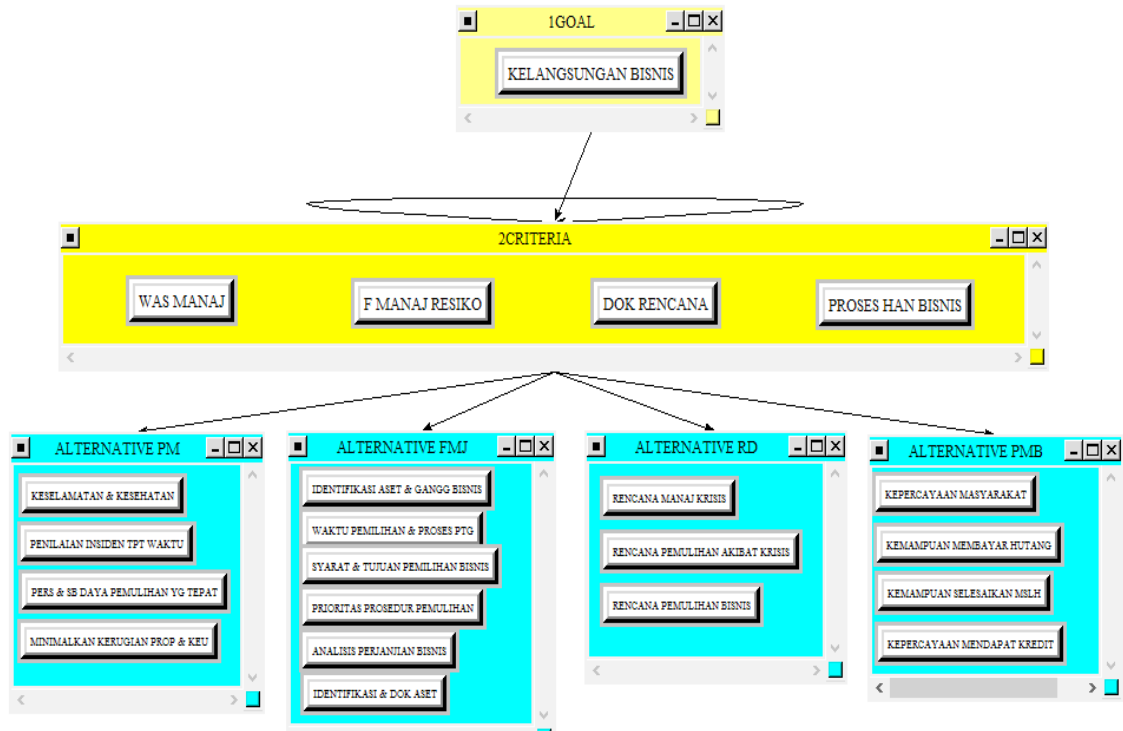 1GOAL
KELANGSUNGAN BISNIS
2CRITERIA
WAS MANAJ
F MANAJ RESIKO
DOK RENCANA
PROSES HAN BISNIS
ALTERNATIVE PM
KESELAMATAN & KESEHATAN
PENILAIAN INSIDEN TPT WAKTU
PERS & SB DAYA PEMULIHAN YG TEPAT
MINIMALKAN KERUGIAN PROP & KEU
ALTERNATIVE FMJ
IDENTIFIKASI ASET & GANGG BISNIS
WAKTU PEMILIHAN & PROSES PTG
SYARAT & TUJUAN PEMILIHAN BISNIS
PRIORITAS PROSEDUR PEMULIHAN
ANALISIS PERJANJIAN BISNIS
IDENTIFIKASI & DOK ASET
ALTERNATIVE RD
RENCANA MANAJ KRISIS
RENCANA PEMULIHAN AKIBAT KRISIS
RENCANA PEMULIHAN BISNIS
ALTERNATIVE PMB
KEPERCAYAAN MASYARAKAT
KEMAMPUAN MEMBAYAR HUTANG
KEMAMPUAN SELESAIKAN MSLH
KEPERCAYAAN MENDAPAT KREDIT